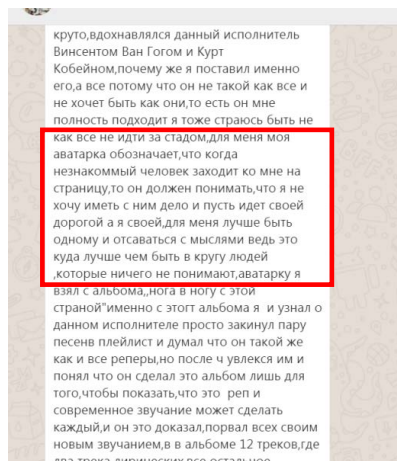 круто,вдохнавлялся данный исполнитель
Винсентом Ван Гогом и Курт
Кобейном,почему же я поставил именно
его,а все потому что он не такой как все и
не хочет быть как они,то есть он мне
полность подходит я тоже страюсь быть не
как все не идти за стадом,для меня моя
аватарка обозначает,что когда
незнакоммый человек заходит ко мне на
страницу,то он должен понимать,что я не
хочу иметь с ним дело и пусть идет своей
дорогой а я своей,для меня лучше быть
одному и отсаваться с мыслями ведь это
куда лучше чем быть в кругу людей
,которые ничего не понимают,аватарку я
взял с альбома,,нога в ногу с этой
страной"именно с этогт альбома я и узнал о
данном исполнителе просто закинул пару
песенв плейлист и думал что он такой же
как и все реперы,но после ч увлекся им и
понял что он сделал это альбом лишь для
того,чтобы показать,что это реп и
современное звучание может сделать
каждый,и он это доказал,порвал всех своим
новым звучанием,в в альбоме 12 треков,где
два трека лирических,все остальное